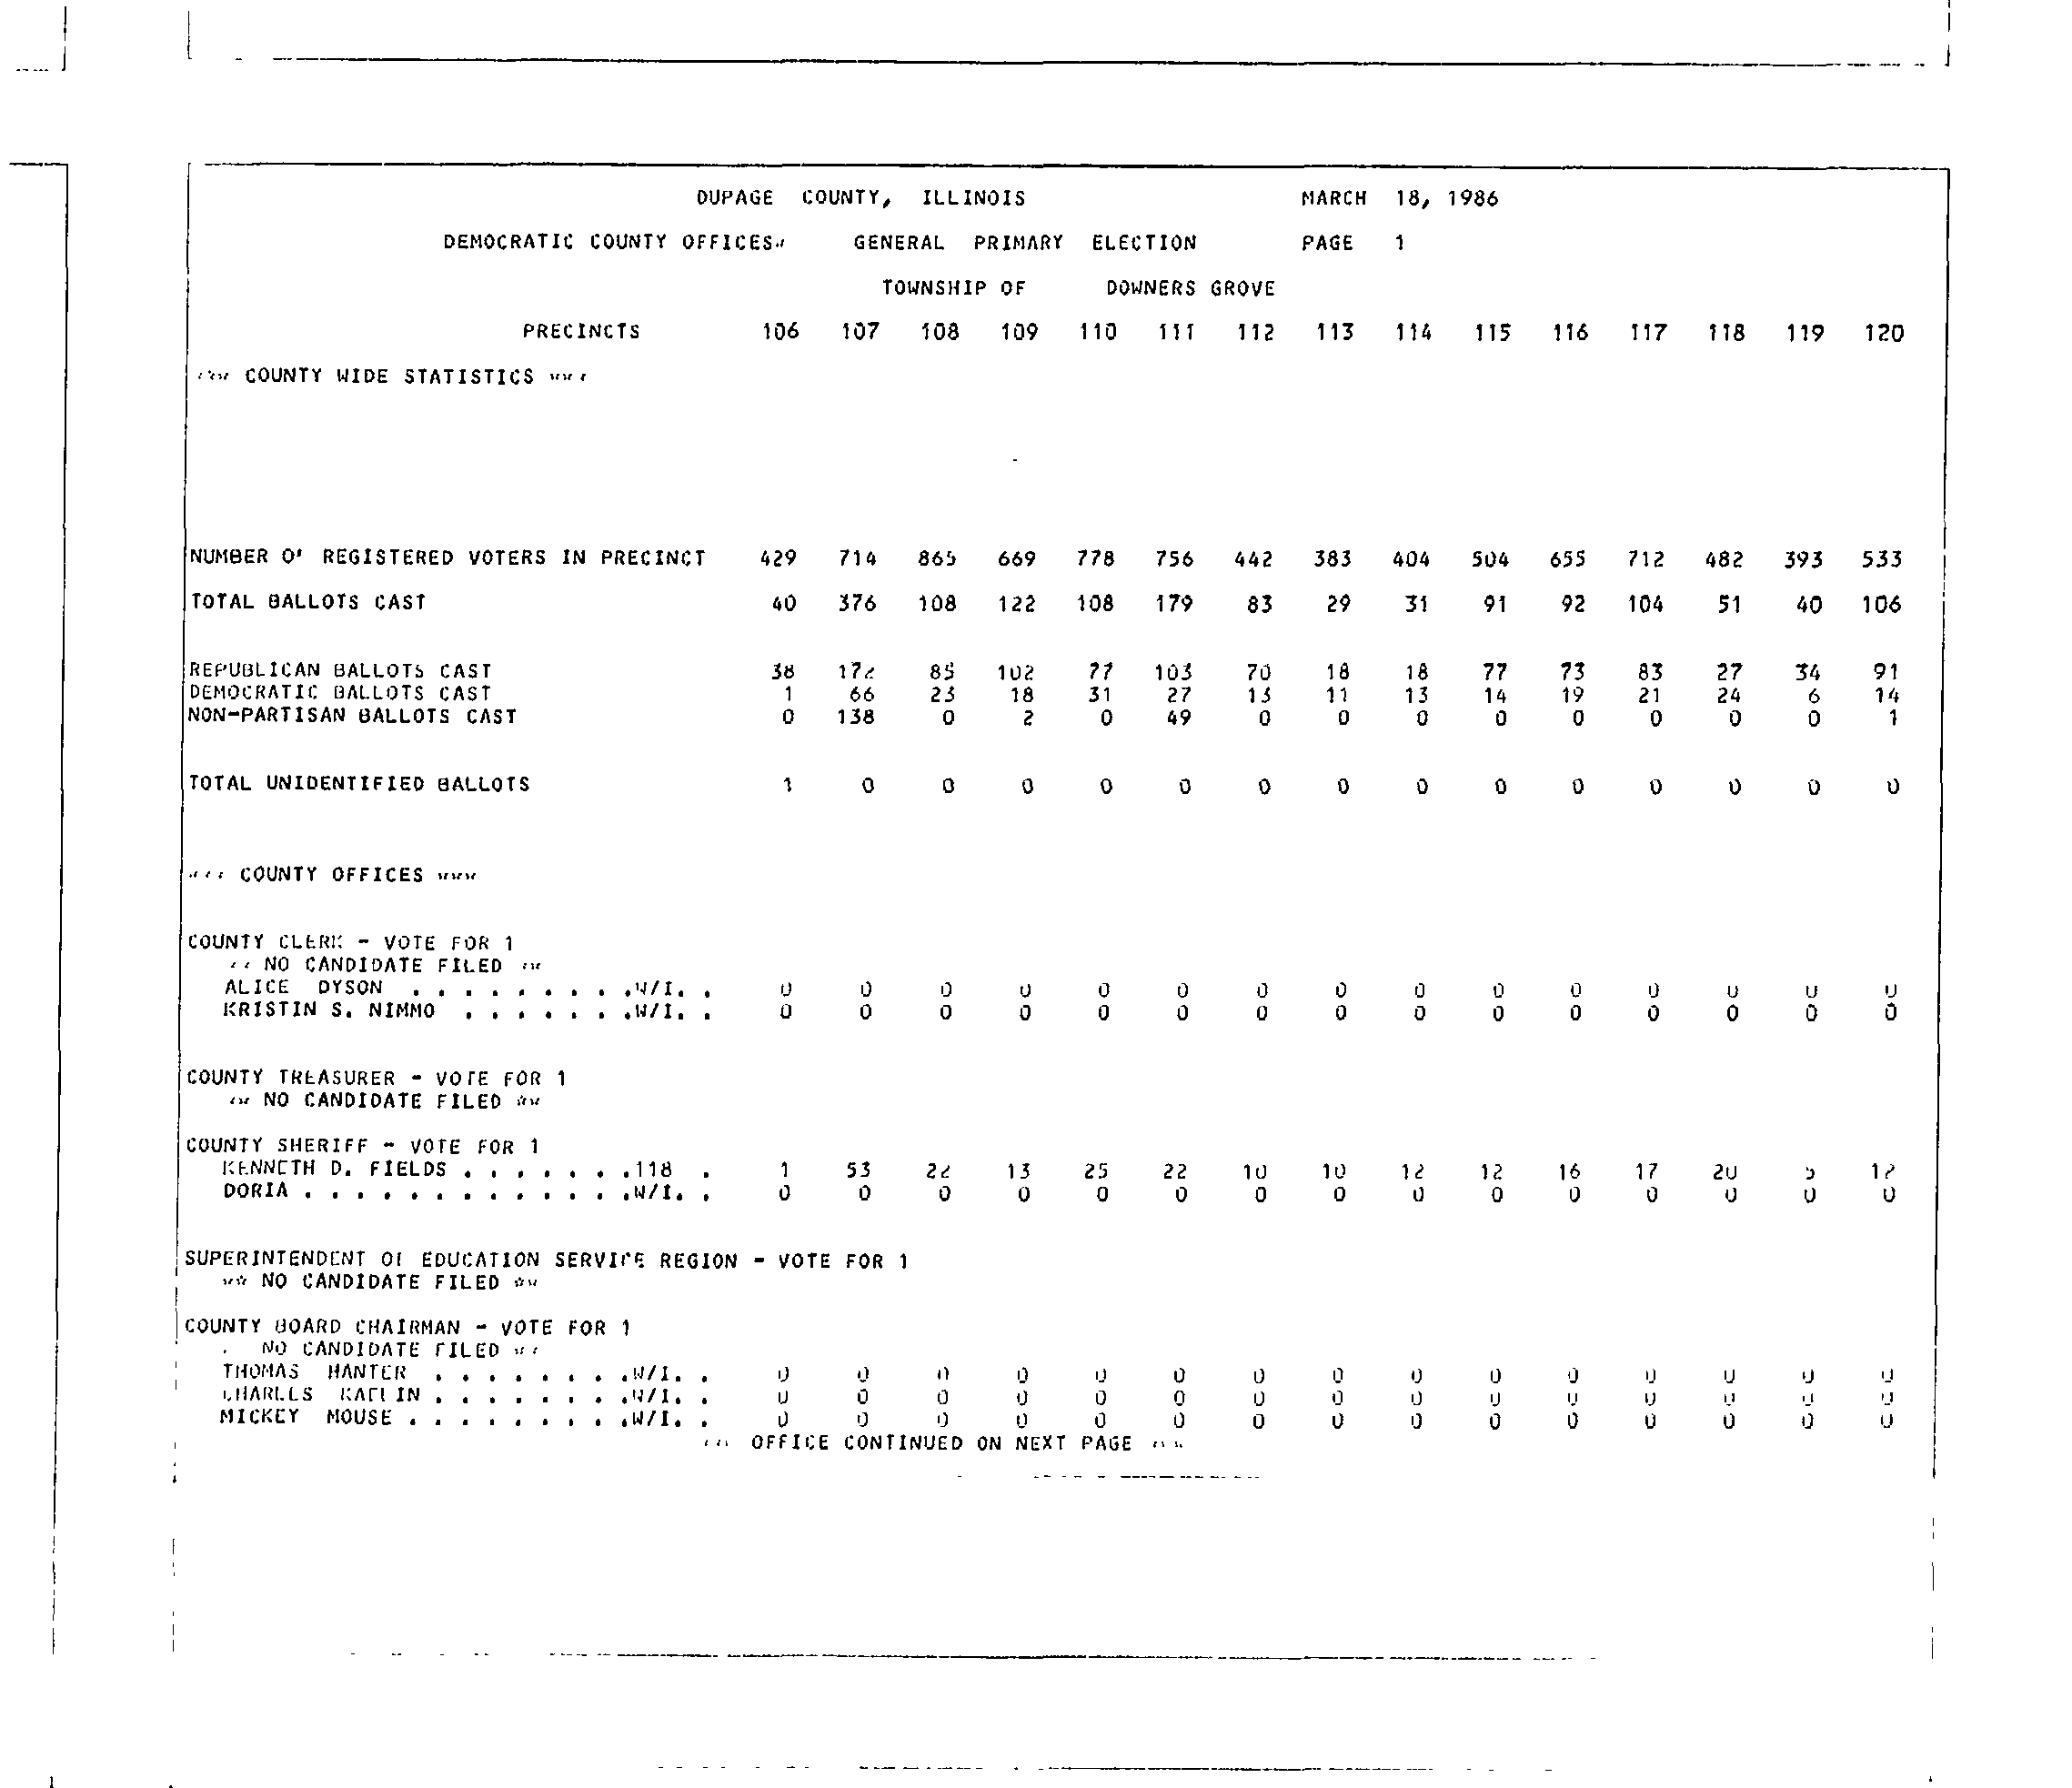 DUPAGE COUNTY, ILLINOIS MARCH 18, 1986
DEMOCRATIC COUNTY OFFICES* GENERAL PRIMARY ELECTION PAGE 1
TOWNSHIP OF DOWNERS GROVE
PRECINCTS 106 107 108 109 110 111 112 113 114 115 116 117 118 119 120
*** COUNTY WIDE STATISTICS ***
NUMBER OF REGISTERED VOTERS IN PRECINCT 429 714 865 669 778 756 442 383 404 504 655 712 482 393 533
TOTAL BALLOTS CAST 40 376 108 122 108 179 83 29 31 91 92 104 51 40 106
REPUBLICAN BALLOTS CAST 38 172 85 102 77 103 70 18 18 77 73 83 27 34 91
DEMOCRATIC BALLOTS CAST 1 66 23 18 31 27 13 11 13 14 19 21 24 6 14
NON-PARTISAN BALLOTS CAST 0 138 0 2 0 49 0 0 0 0 0 0 0 0 1
TOTAL UNIDENTIFIED BALLOTS 1 0 0 0 0 0 0 0 0 0 0 0 0 0 0
*** COUNTY OFFICES ***
COUNTY CLERK - VOTE FOR 1
** NO CANDIDATE FILED **
ALICE DYSON . . . . . . . . .W/I. . 0 0 0 0 0 0 0 0 0 0 0 0 0 0 0
KRISTIN S. NIMMO . . . . . . .W/I. . 0 0 0 0 0 0 0 0 0 0 0 0 0 0 0
COUNTY TREASURER - VOTE FOR 1
** NO CANDIDATE FILED **
COUNTY SHERIFF - VOTE FOR 1
KENNETH D. FIELDS . . . . . . .118 . 1 53 22 13 25 22 10 10 12 12 16 17 20 5 12
DORIA . . . . . . . . . . . . .W/I. . 0 0 0 0 0 0 0 0 0 0 0 0 0 0 0
SUPERINTENDENT OF EDUCATION SERVICE REGION - VOTE FOR 1
** NO CANDIDATE FILED **
COUNTY BOARD CHAIRMAN - VOTE FOR 1
NO CANDIDATE FILED **
THOMAS HANTER . . . . . . . .W/I. . 0 0 0 0 0 0 0 0 0 0 0 0 0 0 0
CHARLES . . . . . . . .W/I. . 0 0 0 0 0 0 0 0 0 0 0 0 0 0 0
MICKEY MOUSE . . . . . . . . .W/I. . 0 0 0 0 0 0 0 0 0 0 0 0 0 0 0
** OFFICE CONTINUED ON NEXT PAGE **